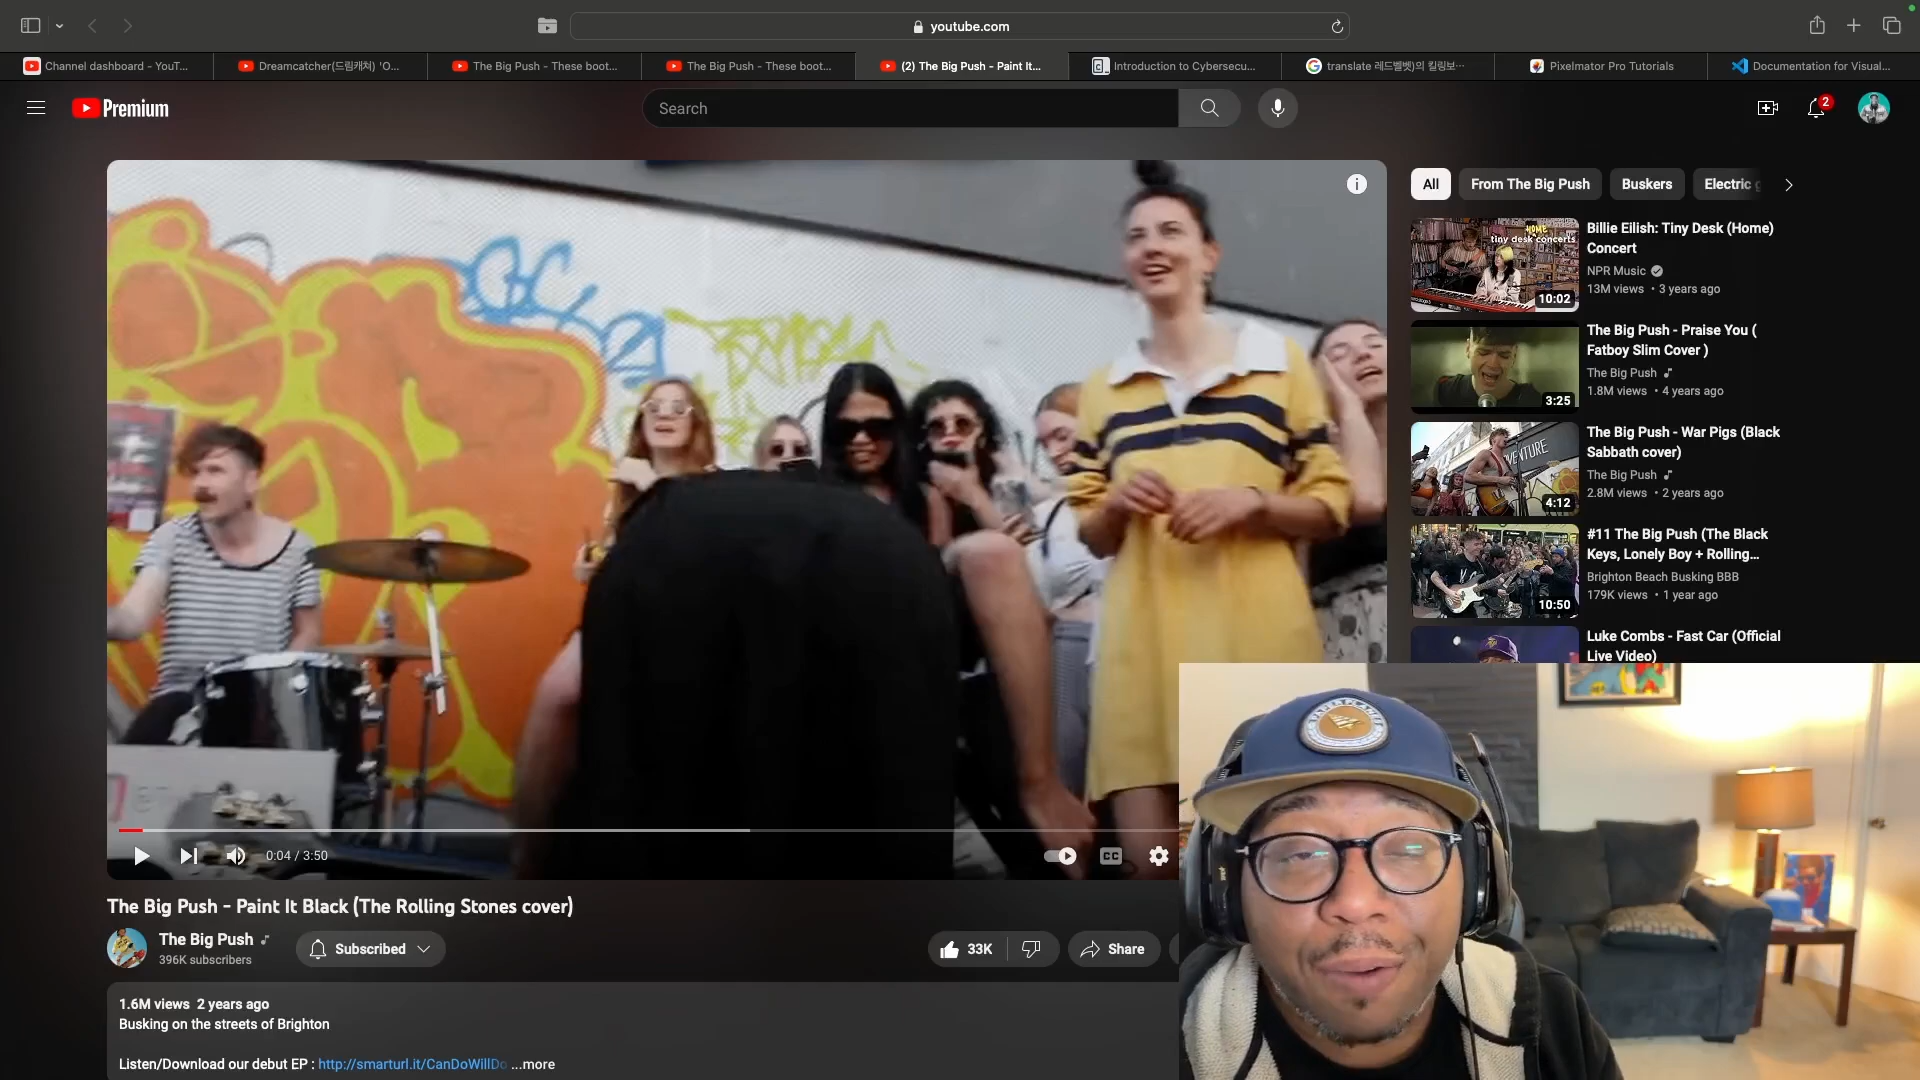 youtube.com
Channel dashboard - YouT...
Dreamcatcher(드림캐쳐) 'O...
The Big Push - These boot...
The Big Push - These boot...
(2) The Big Push - Paint It...
Introduction to Cybersecu...
translate 레드벨벳)의 킬링보...
Pixelmator Pro Tutorials
Documentation for Visual...
Premium
Search
2
All
From The Big Push
Buskers
Electric
HOME
tiny desk concerts
10:02
Billie Eilish: Tiny Desk (Home)
Concert
NPR Music
13M views • 3 years ago
3:25
The Big Push - Praise You (
Fatboy Slim Cover )
The Big Push
1.8M views • 4 years ago
VENTURE
4:12
The Big Push - War Pigs (Black
Sabbath cover)
The Big Push
2.8M views • 2 years ago
10:50
#11 The Big Push (The Black
Keys, Lonely Boy + Rolling...
Brighton Beach Busking BBB
179K views • 1 year ago
Luke Combs - Fast Car (Official
Live Video)
0:04 / 3:50
CC
The Big Push - Paint It Black (The Rolling Stones cover)
The Big Push
396K subscribers
Subscribed
33K
Share
1.6M views 2 years ago
Busking on the streets of Brighton
Listen/Download our debut EP : http://smarturl.it/CanDoWillDo ...more